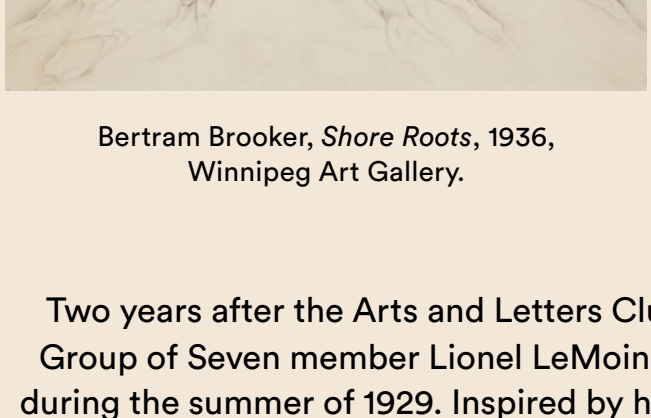 Bertram Brooker, Shore Roots, 1936,
Winnipeg Art Gallery.
Two years after the Arts and Letters
Group of Seven member Lionel
during the summer of 1929. Inspired by